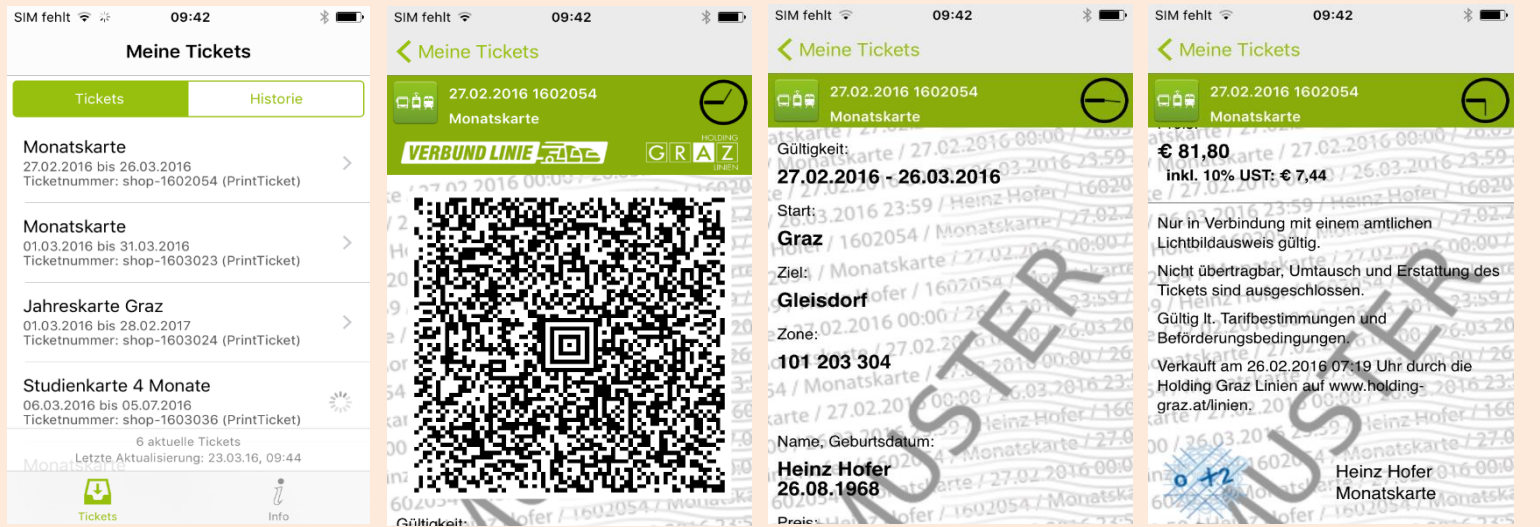 SIM fehlt 09:42
Meine Tickets
Tickets Historie
Monatskarte
27.02.2016 bis 26.03.2016
Ticketnummer: shop-1602054 (PrintTicket)
Monatskarte
01.03.2016 bis 31.03.2016
Ticketnummer: shop-1603023 (PrintTicket)
Jahreskarte Graz
01.03.2016 bis 28.02.2017
Ticketnummer: shop-1603024 (PrintTicket)
Studienkarte 4 Monate
06.03.2016 bis 05.07.2016
Ticketnummer: shop-1603036 (PrintTicket)
6 aktuelle Tickets
Letzte Aktualisierung: 23.03.16, 09:44
Monatskarte
Tickets Info
SIM fehlt 09:42
Meine Tickets
27.02.2016 1602054
Monatskarte
VERBUND LINIE
HOLDING
GRAZ
LINIEN
Gültigkeit:
SIM fehlt 09:42
Meine Tickets
27.02.2016 1602054
Monatskarte
Gültigkeit:
27.02.2016 - 26.03.2016
Start:
Graz
Ziel:
Gleisdorf
Zone:
101 203 304
Name, Geburtsdatum:
Heinz Hofer
26.08.1968
Preis:
MUSTER
SIM fehlt 09:42
Meine Tickets
27.02.2016 1602054
Monatskarte
Preis:
€ 81,80
inkl. 10% UST: € 7,44
Nur in Verbindung mit einem amtlichen
Lichtbildausweis gültig.
Nicht übertragbar, Umtausch und Erstattung des
Tickets sind ausgeschlossen.
Gültig lt. Tarifbestimmungen und
Beförderungsbedingungen.
Verkauft am 26.02.2016 07:19 Uhr durch die
Holding Graz Linien auf www.holding-
graz.at/linien.
Heinz Hofer
Monatskarte
MUSTER